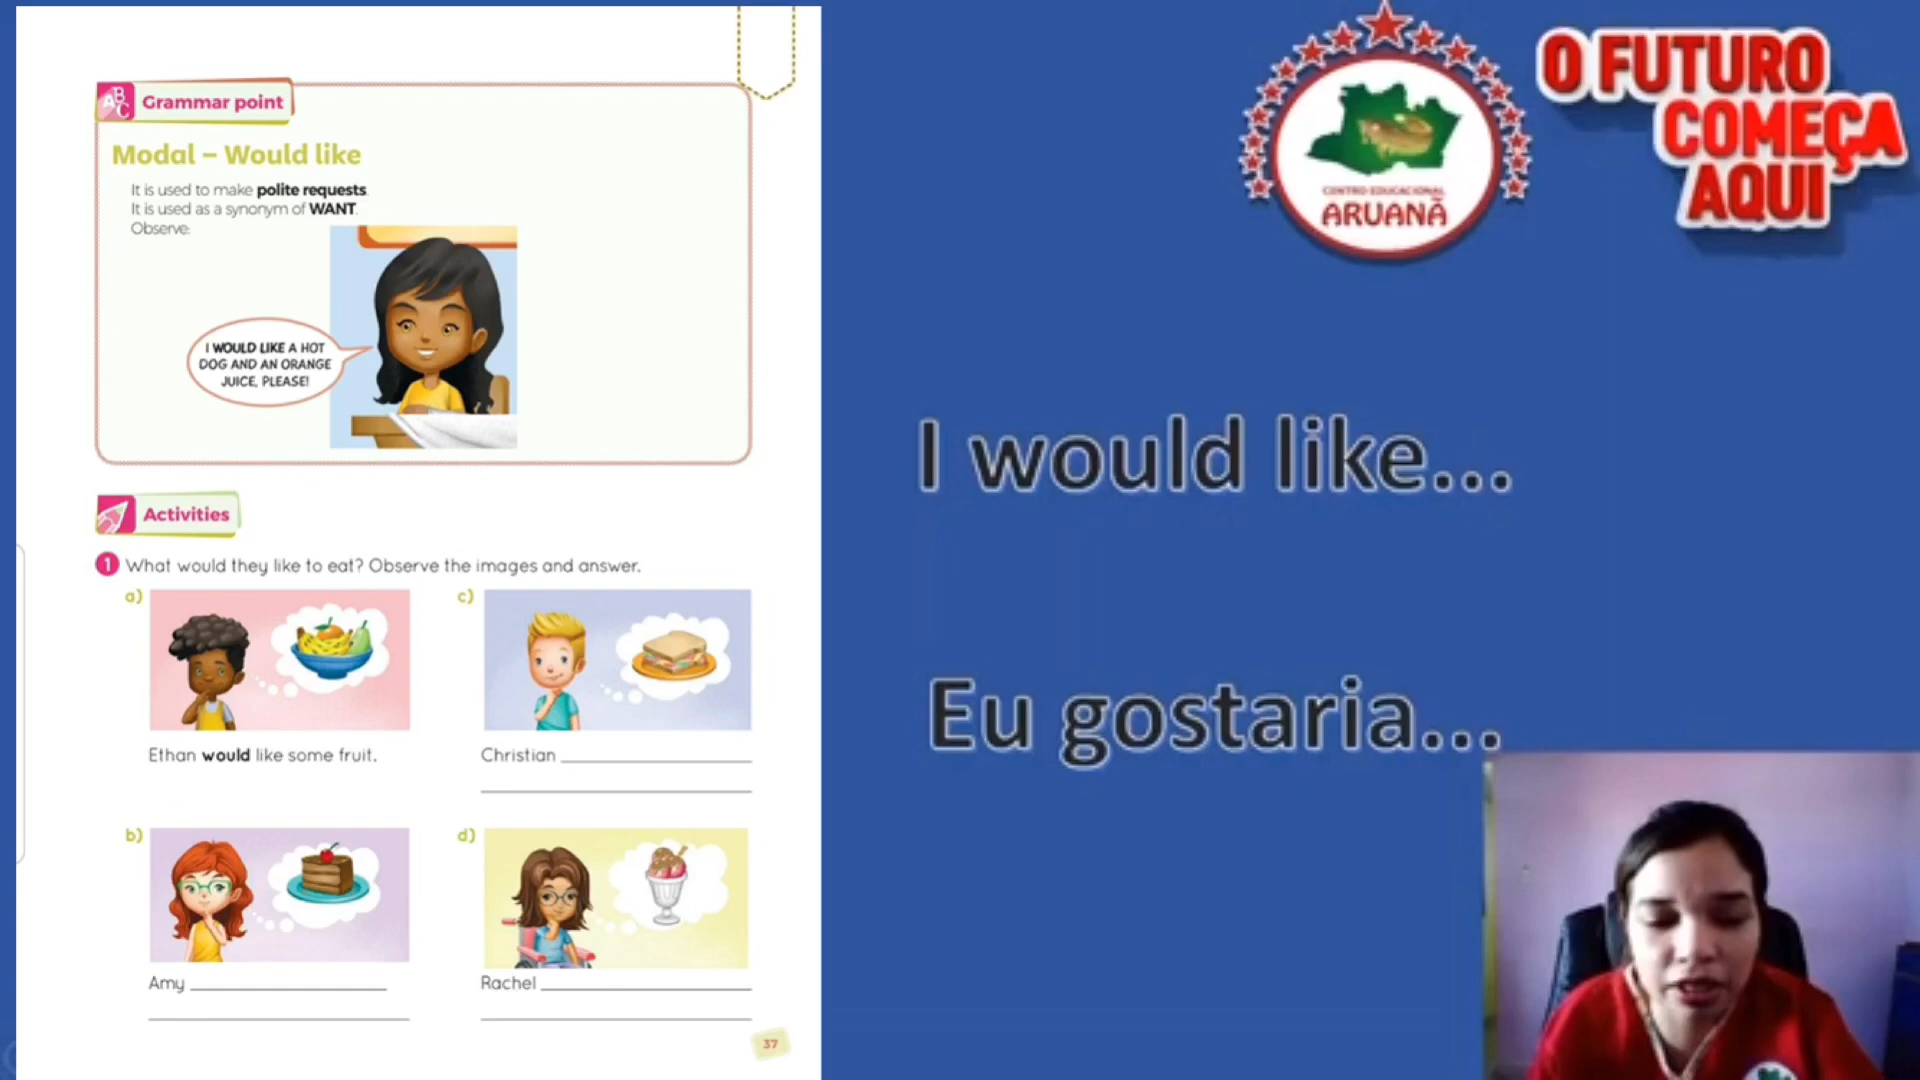 ABC
Grammar point
Modal – Would like
It is used to make polite requests.
It is used as a synonym of WANT.
Observe:
I WOULD LIKE A HOT
DOG AND AN ORANGE
JUICE, PLEASE!
Activities
1 What would they like to eat? Observe the images and answer.
a)
Ethan would like some fruit.
b)
Amy
c)
Christian
d)
Rachel
37
CENTRO EDUCACIONAL
ARUANÃ
O FUTURO
COMEÇA
AQUI
I would like...
Eu gostaria...